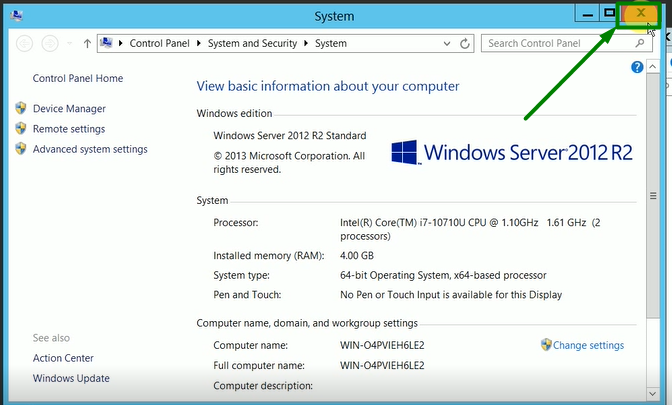 System
Control Panel System and Security System
Search Control Panel
Control Panel Home
Device Manager
Remote settings
Advanced system settings
See also
Action Center
Windows Update
View basic information about your computer
Windows edition
Windows Server 2012 R2 Standard
© 2013 Microsoft Corporation. All
rights reserved.
Windows Server 2012 R2
System
Processor: Intel(R) Core(TM) i7-10710U CPU @ 1.10GHz 1.61 GHz (2
processors)
Installed memory (RAM): 4.00 GB
System type: 64-bit Operating System, x64-based processor
Pen and Touch: No Pen or Touch Input is available for this Display
Computer name, domain, and workgroup settings
Computer name: WIN-O4PVIEH6LE2 Change settings
Full computer name: WIN-O4PVIEH6LE2
Computer description: